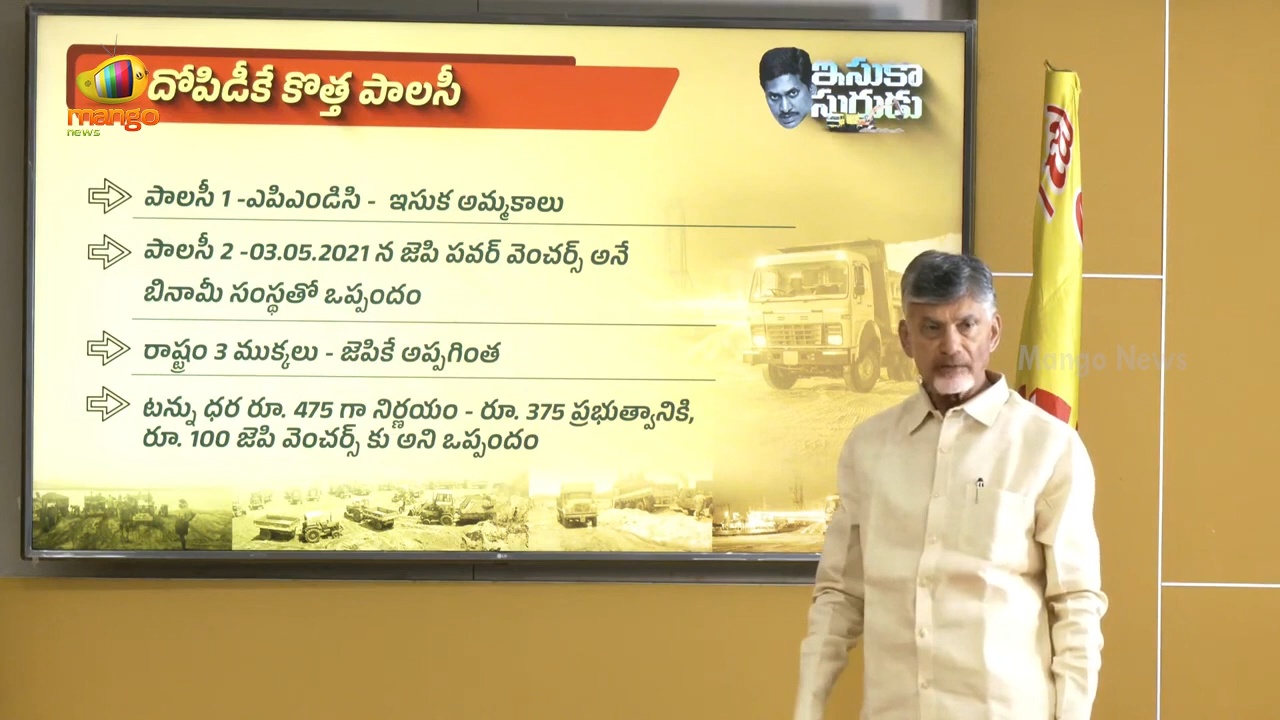 దోపిడీకే కొత్త పాలసీ
mango
news
ఇసుకా
సురుడు
పాలసీ 1 -ఎపిఎండిసి - ఇసుక అమ్మకాలు
పాలసీ 2 -03.05.2021 న జెపి పవర్ వెంచర్స్ అనే
బినామీ సంస్థతో ఒప్పందం
రాష్ట్రం 3 ముక్కలు - జెపికే అప్పగింత
టన్ను ధర రూ. 475 గా నిర్ణయం - రూ. 375 ప్రభుత్వానికి,
రూ. 100 జెపి వెంచర్స్ కు అని ఒప్పందం
LG
Mango News